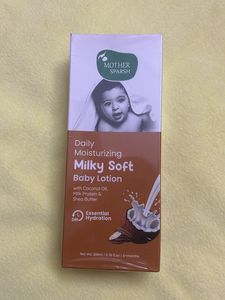 MOTHER
SPARSH
Daily
Moisturizing
Milky Soft
Baby Lotion
with Coconut Oil,
Milk Protein &
Shea Butter
Essential
Hydration